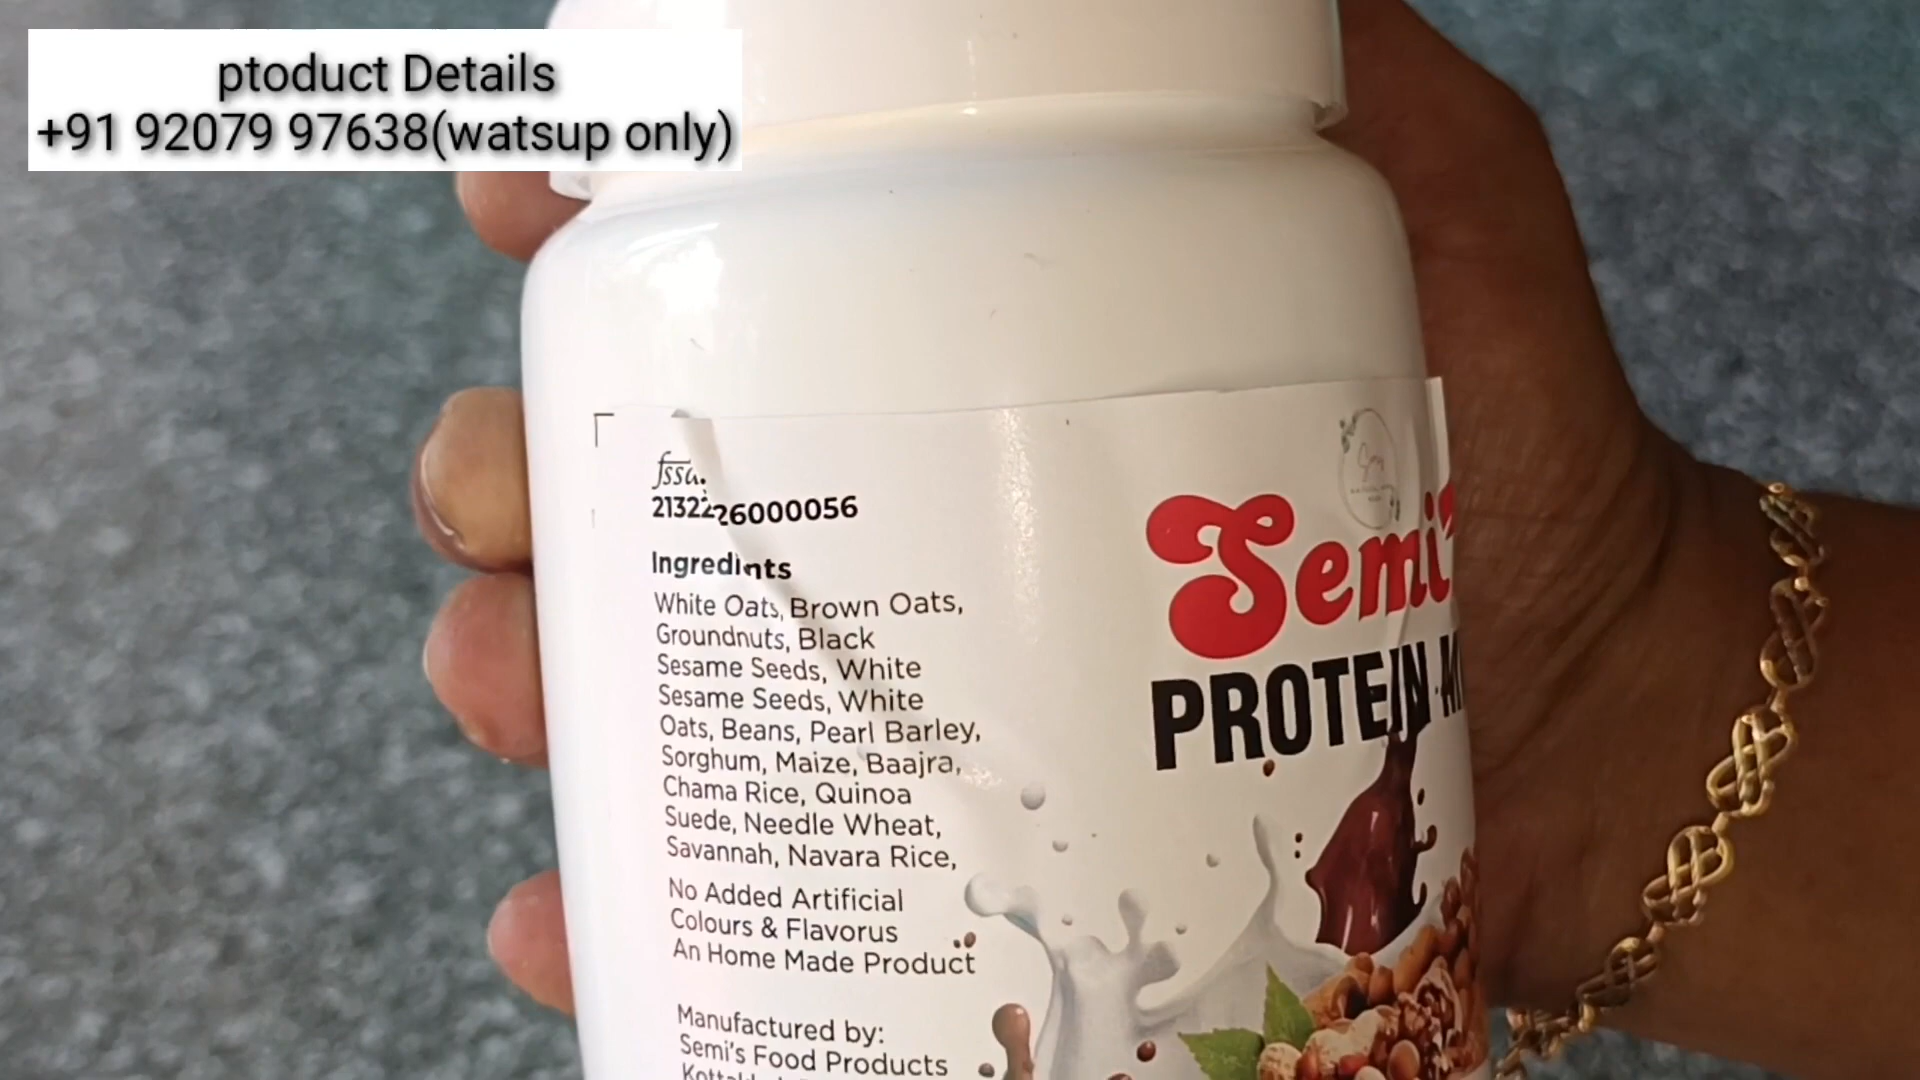 ptoduct Details
+91 92079 97638(watsup only)
fssa.
21322226000056
Ingredints
White Oats, Brown Oats,
Groundnuts, Black
Sesame Seeds, White
Sesame Seeds, White
Oats, Beans, Pearl Barley,
Sorghum, Maize, Baajra,
Chama Rice, Quinoa
Suede, Needle Wheat,
Savannah, Navara Rice,
No Added Artificial
Colours & Flavorus
An Home Made Product
Manufactured by:
Semi's Food Products
Semi'
PROTEIN